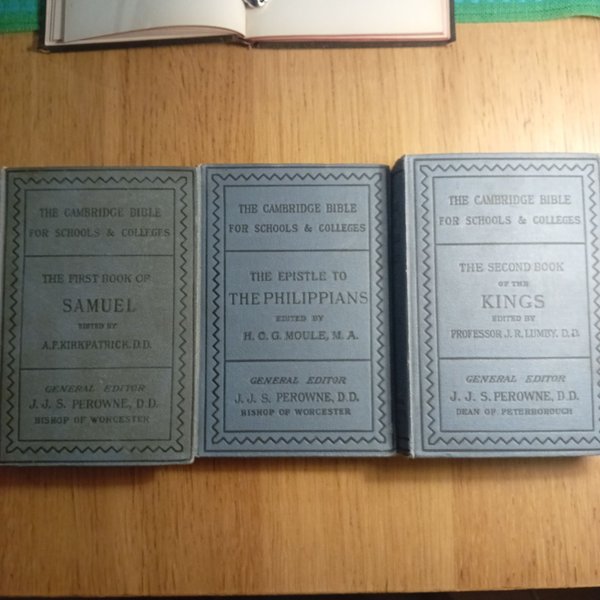 THE CAMBRIDGE BIBLE
FOR SCHOOLS & COLLEGES
THE FIRST BOOK OF
SAMUEL
EDITED BY
A.F.KIRKPATRICK, D.D.
GENERAL EDITOR
J. J. S. PEROWNE, D.D.
BISHOP OF WORCESTER
THE CAMBRIDGE BIBLE
FOR SCHOOLS & COLLEGES
THE EPISTLE TO
THE PHILIPPIANS
EDITED BY
H. C. G. MOULE, M.A.
GENERAL EDITOR
J. J. S. PEROWNE, D.D.
BISHOP OF WORCESTER
THE CAMBRIDGE BIBLE
FOR SCHOOLS & COLLEGES
THE SECOND BOOK
OF THE
KINGS
EDITED BY
PROFESSOR J. R. LUMBY, D.D.
GENERAL EDITOR
J. J. S. PEROWNE, D.D.
DEAN OF PETERBOROUGH